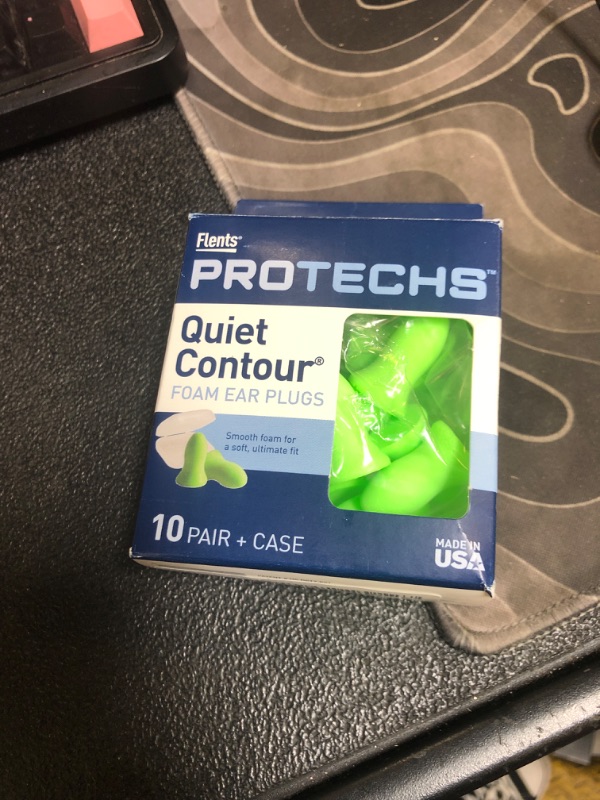 Flents®
PROTECHS™
Quiet
Contour®
FOAM EAR PLUGS
Smooth foam for
a soft, ultimate fit
10 PAIR + CASE
MADE IN
USA